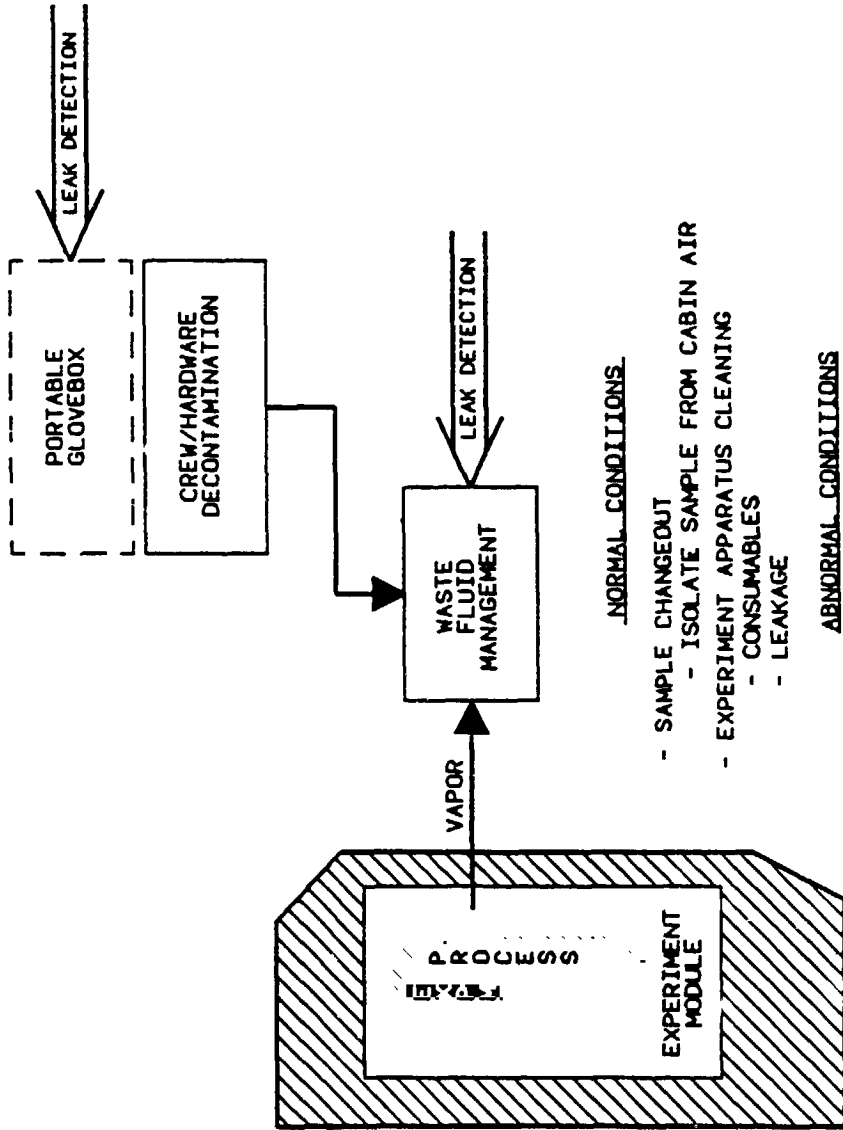 PORTABLE
GLOVEBOX
LEAK DETECTION
CREW/HARDWARE
DECONTAMINATION
WASTE
FLUID
MANAGEMENT
LEAK DETECTION
VAPOR
PROCESS
EXPERIMENT
MODULE
NORMAL CONDITIONS
- SAMPLE CHANGEOUT
- ISOLATE SAMPLE FROM CABIN AIR
- EXPERIMENT APPARATUS CLEANING
- CONSUMABLES
- LEAKAGE
ABNORMAL CONDITIONS